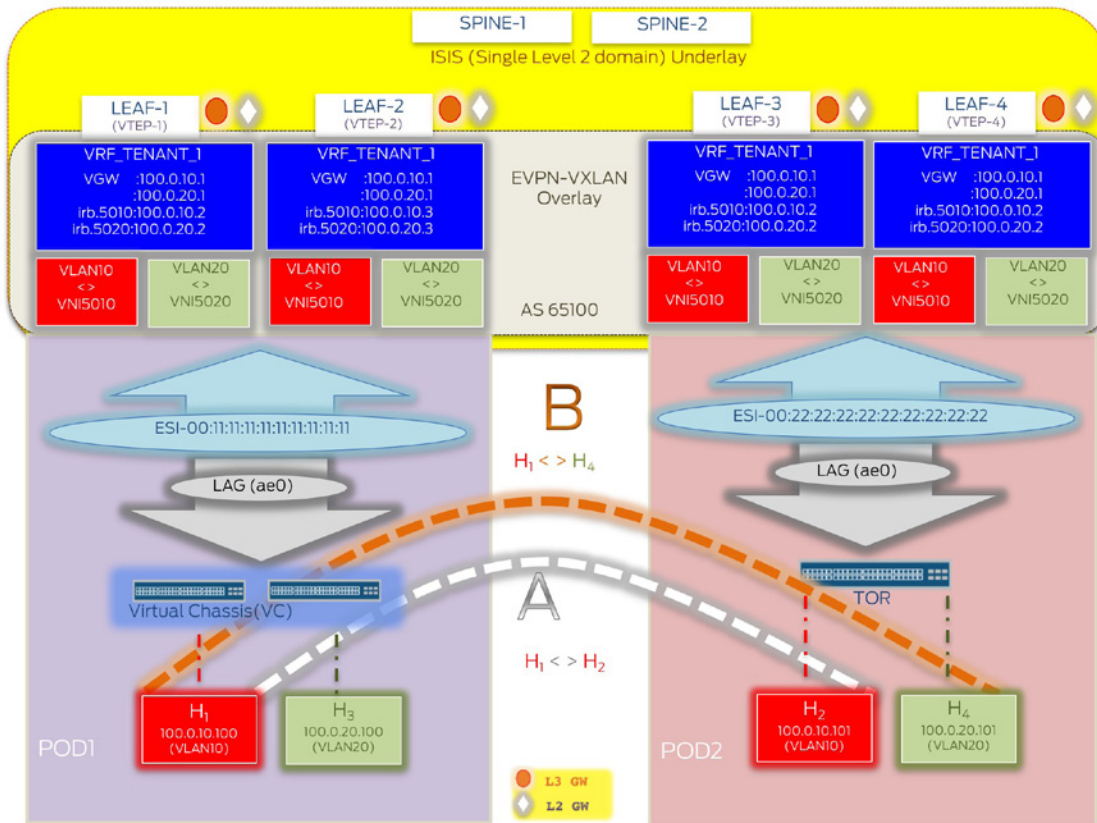 SPINE-1
SPINE-2
ISIS (Single Level 2 domain) Underlay
LEAF-1
(VTEP-1)
LEAF-2
(VTEP-2)
LEAF-3
(VTEP-3)
LEAF-4
(VTEP-4)
VRF_TENANT_1
VGW :100.0.10.1
:100.0.20.1
irb.5010:100.0.10.2
irb.5020:100.0.20.2
VRF_TENANT_1
VGW :100.0.10.1
:100.0.20.1
irb.5010:100.0.10.3
irb.5020:100.0.20.3
EVPN-VXLAN
Overlay
VRF_TENANT_1
VGW :100.0.10.1
:100.0.20.1
irb.5010:100.0.10.2
irb.5020:100.0.20.2
VRF_TENANT_1
VGW :100.0.10.1
:100.0.20.1
irb.5010:100.0.10.2
irb.5020:100.0.20.2
VLAN10
<>
VNI5010
VLAN20
<>
VNI5020
VLAN10
<>
VNI5010
VLAN20
<>
VNI5020
AS 65100
VLAN10
<>
VNI5010
VLAN20
<>
VNI5020
VLAN10
<>
VNI5010
VLAN20
<>
VNI5020
ESI-00:11:11:11:11:11:11:11:11:11
LAG (ae0)
B
H1 < > H4
ESI-00:22:22:22:22:22:22:22:22:22
LAG (ae0)
Virtual Chassis(VC)
A
H1 < > H2
TOR
POD1
H1
100.0.10.100
(VLAN10)
H3
100.0.20.100
(VLAN20)
POD2
H2
100.0.10.101
(VLAN10)
H4
100.0.20.101
(VLAN20)
L3 GW
L2 GW